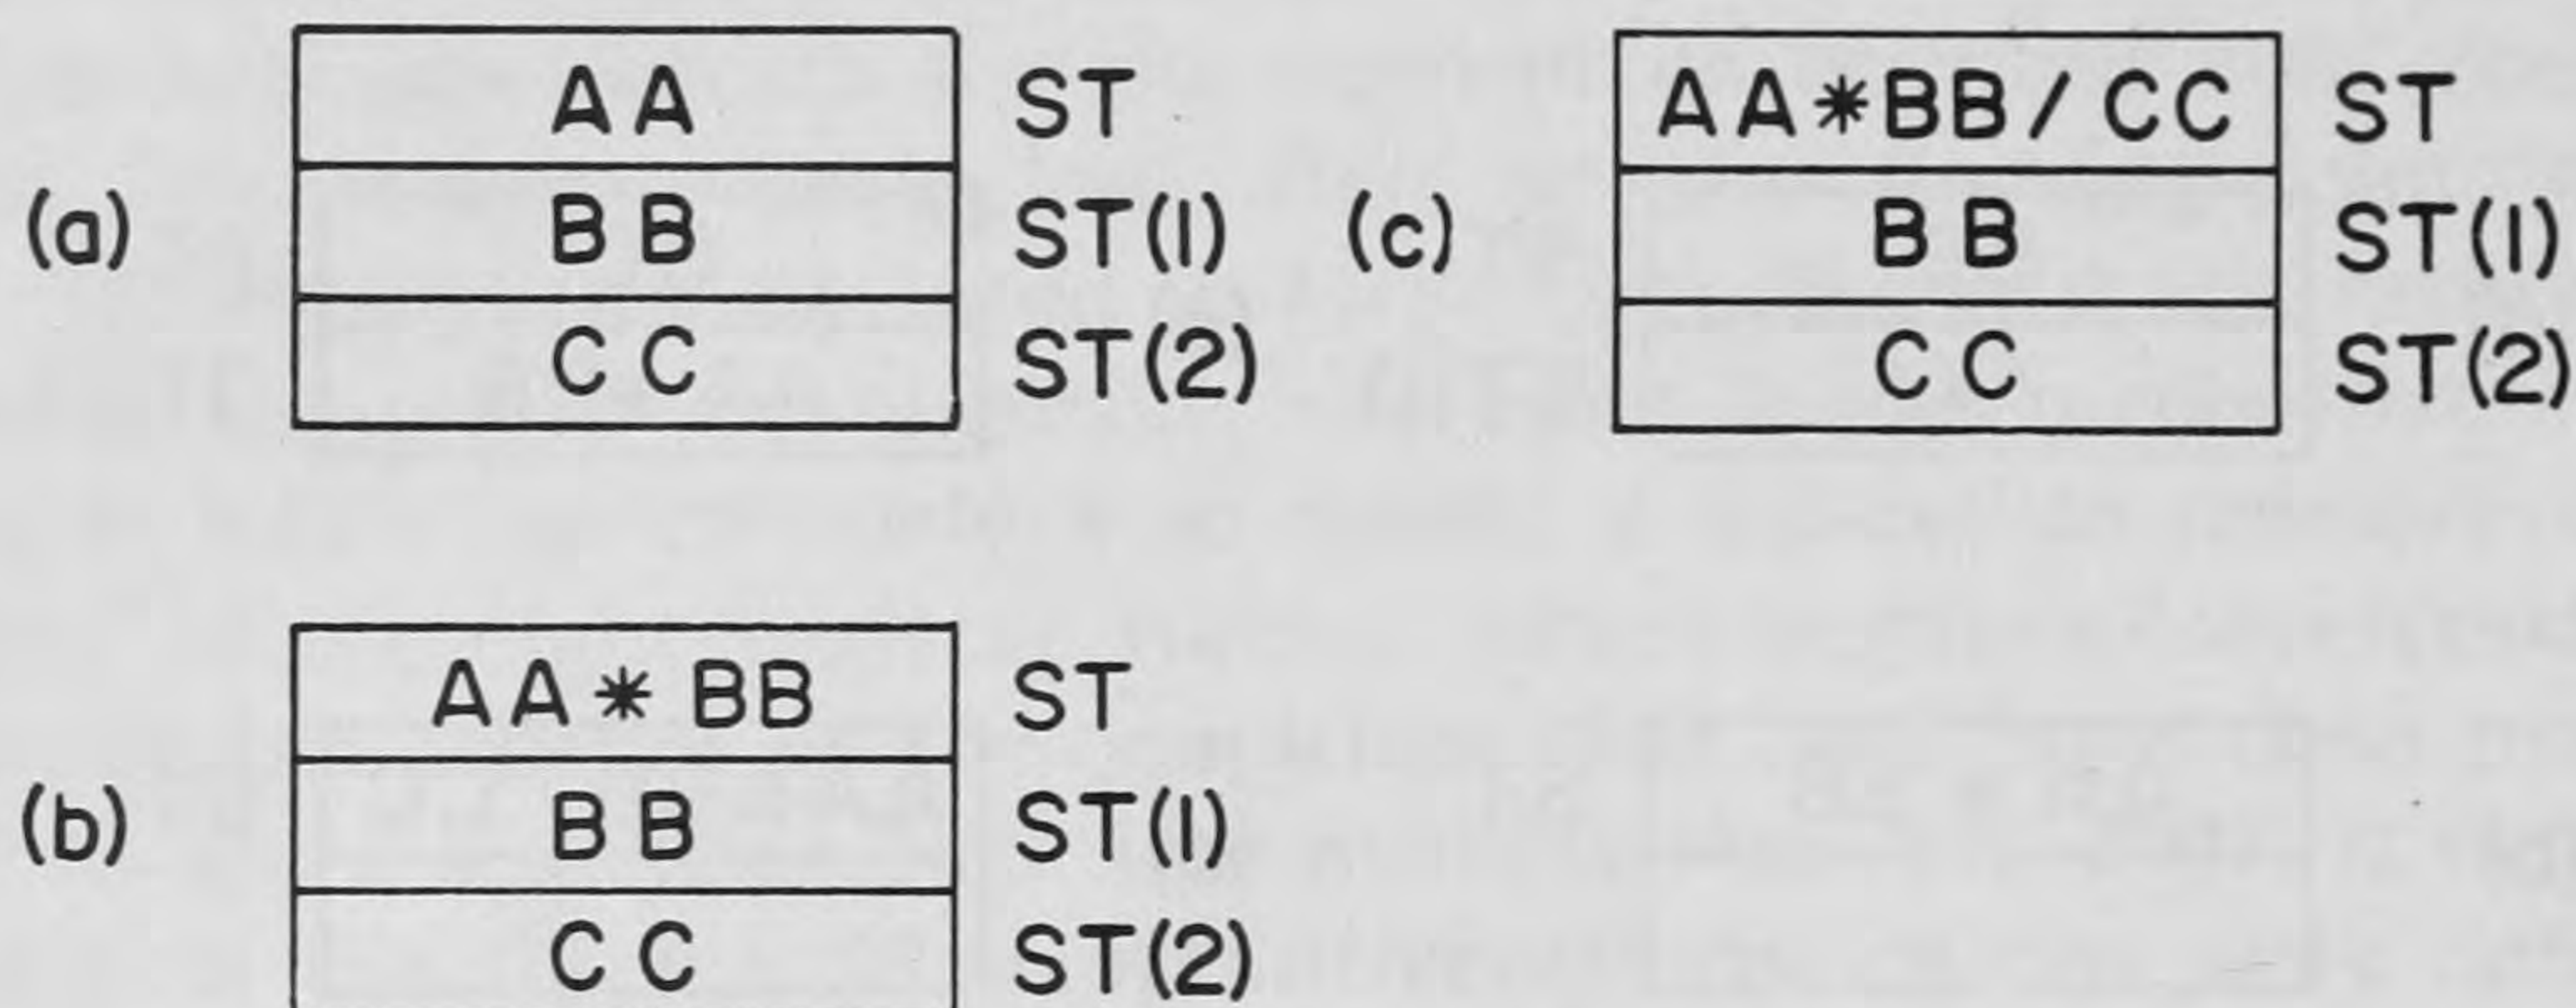 (a)
AA ST
BB ST(1)
CC ST(2)
(b)
AA * BB ST
BB ST(1)
CC ST(2)
(c)
AA*BB/CC ST
BB ST(1)
CC ST(2)